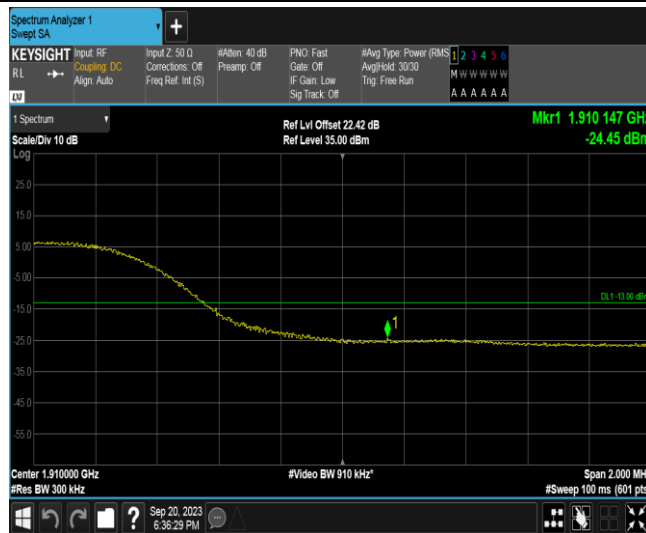 Spectrum Analyzer 1
Swept SA
+
KEYSIGHT
RL
LXI
Input: RF
Coupling: DC
Align: Auto
Input Z: 50 Ω
Corrections: Off
Freq Ref: Int (S)
#Atten: 40 dB
Preamp: Off
PNO: Fast
Gate: Off
IF Gain: Low
Sig Track: Off
#Avg Type: Power (RMS
Avg|Hold: 30/30
Trig: Free Run
1 2 3 4 5 6
M W W W W W
A A A A A A
1 Spectrum
Scale/Div 10 dB
Ref Lvl Offset 22.42 dB
Ref Level 35.00 dBm
Mkr1 1.910 147 GHz
-24.45 dBm
Log
25.0
15.0
5.00
-5.00
-15.0
-25.0
-35.0
-45.0
-55.0
DL1 -13.00 dBm
1
Center 1.910000 GHz
#Res BW 300 kHz
#Video BW 910 kHz*
Span 2.000 MH
#Sweep 100 ms (601 pts
?
Sep 20, 2023
6:36:29 PM